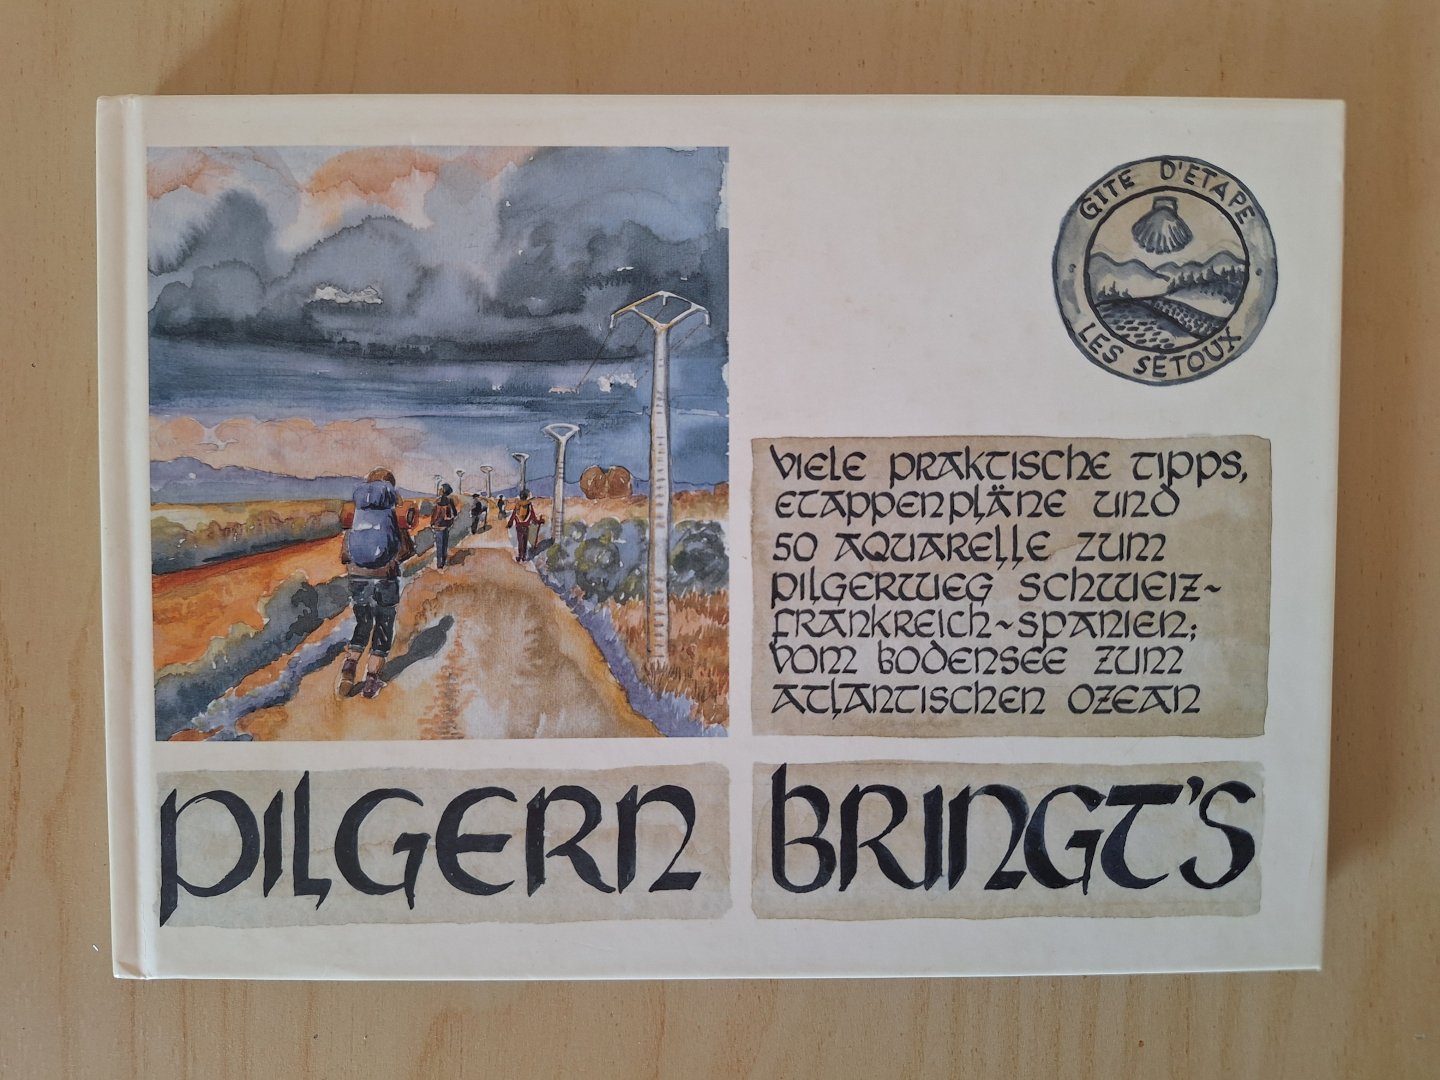 GITE D'ETAPE
LES SETOUX
VIELE PRAKTISCHE TIPPS,
ETAPPENPLÄNE UND
50 AQUARELLE ZUM
PILGERWEG SCHWEIZ~
FRANKREICH~SPANIEN;
VOM BODENSEE ZUM
ATLANTISCHEN OZEAN
PILGERN BRINGT'S